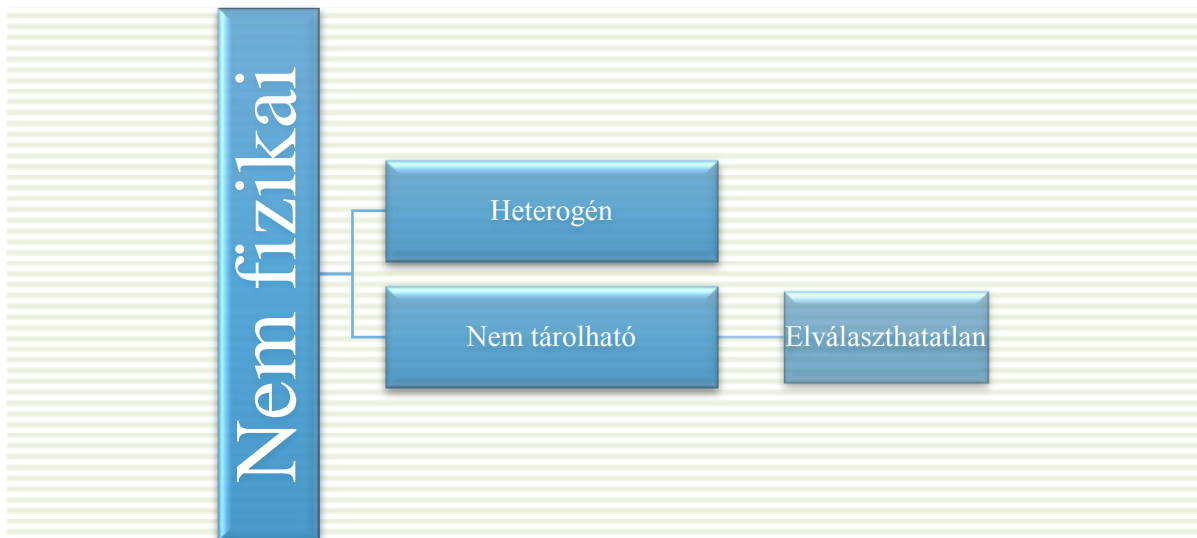 Nem fizikai
Heterogén
Nem tárolható
Elválaszthatatlan